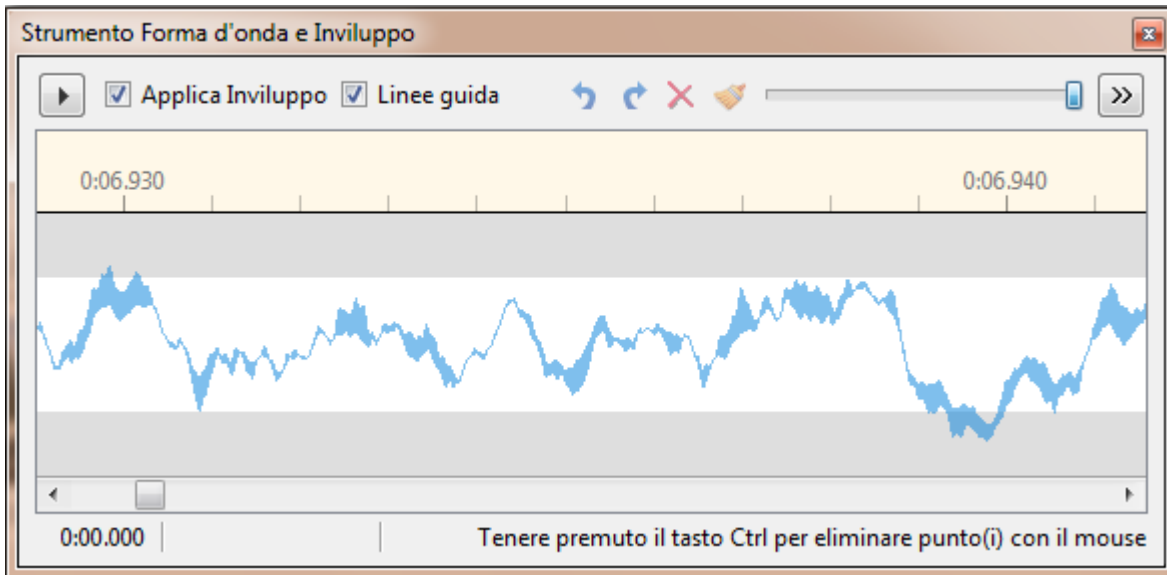 Strumento Forma d'onda e Inviluppo
Applica Inviluppo Linee guida
0:06.930 0:06.940
0:00.000 Tenere premuto il tasto Ctrl per eliminare punto(i) con il mouse